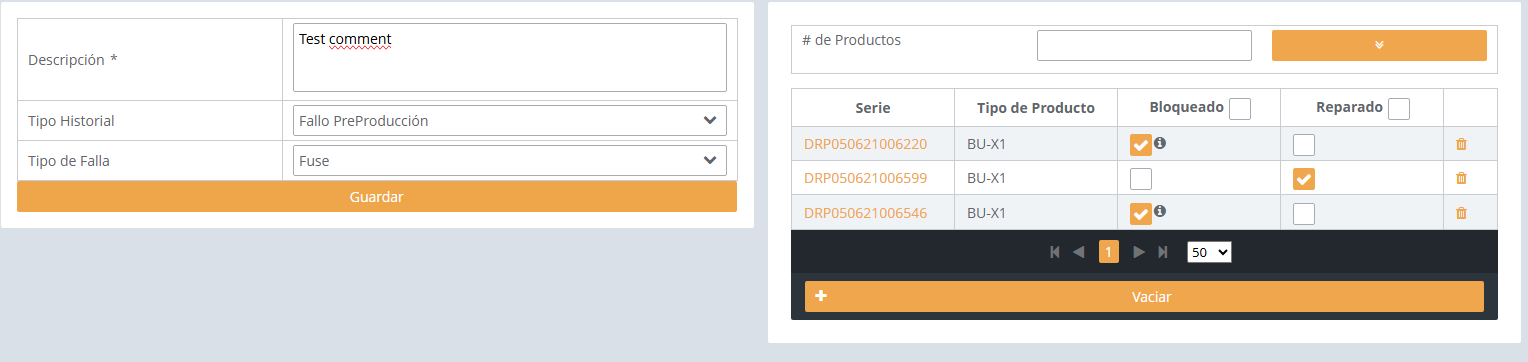 Descripción *
Test comment
Tipo Historial
Fallo PreProducción
Tipo de Falla
Fuse
Guardar
# de Productos
Serie Tipo de Producto Bloqueado Reparado
DRP050621006220 BU-X1
DRP050621006599 BU-X1
DRP050621006546 BU-X1
1 50
Vaciar